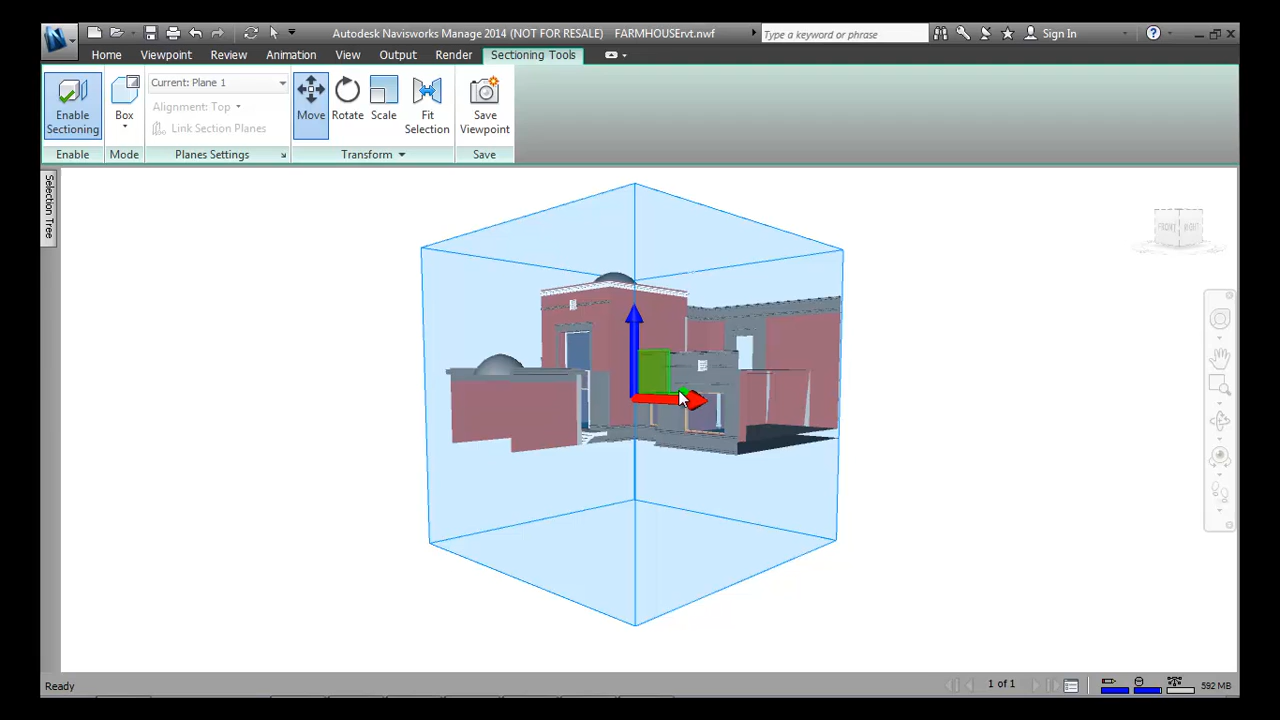 Autodesk Navisworks Manage 2014 (NOT FOR RESALE) FARMHOUSErvt.nwf
Type a keyword or phrase
Sign In
Home Viewpoint Review Animation View Output Render Sectioning Tools
Enable Sectioning
Box
Current: Plane 1
Alignment: Top
Link Section Planes
Move
Rotate
Scale
Fit Selection
Save Viewpoint
Enable Mode Planes Settings Transform Save
Selection Tree
FRONT
Ready
1 of 1
592 MB